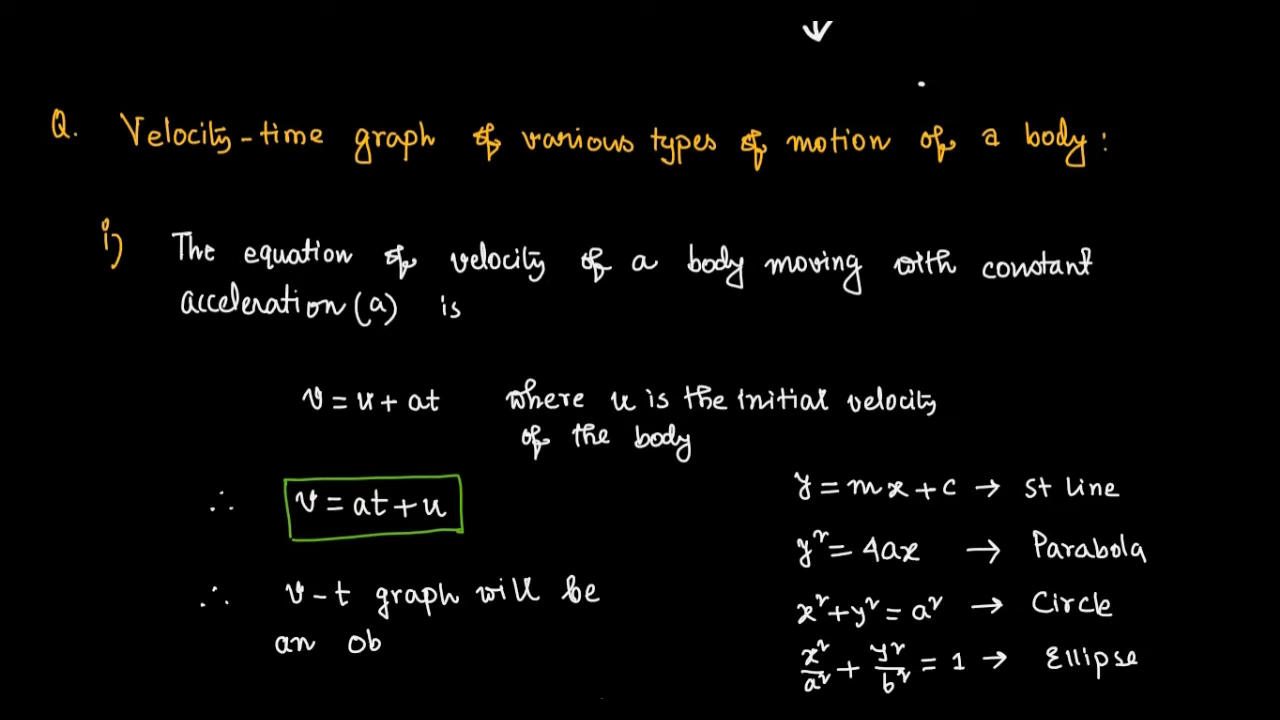 Q. Velocity-time graph of various types of motion of a body:
i) The equation of velocity of a body moving with constant
acceleration (a) is
v = u + at where u is the initial velocity
of the body
∴ v = at + u
∴ v-t graph will be
an ob
y = mx + c → st line
y² = 4ax → Parabola
x² + y² = a² → Circle
x²/a² + y²/b² = 1 → Ellipse